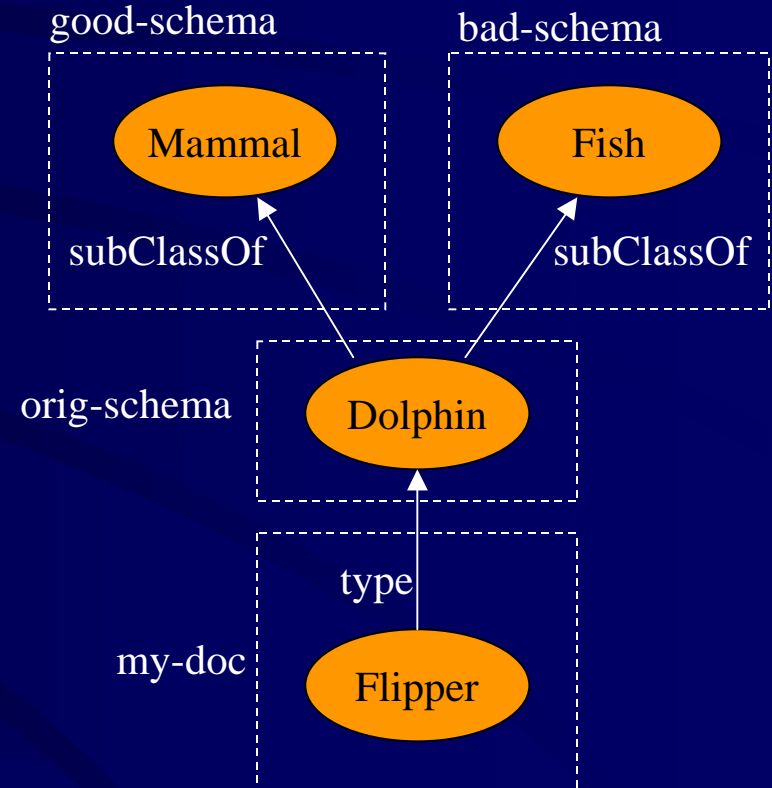 good-schema
bad-schema
Mammal
Fish
subClassOf
subClassOf
orig-schema
Dolphin
type
my-doc
Flipper